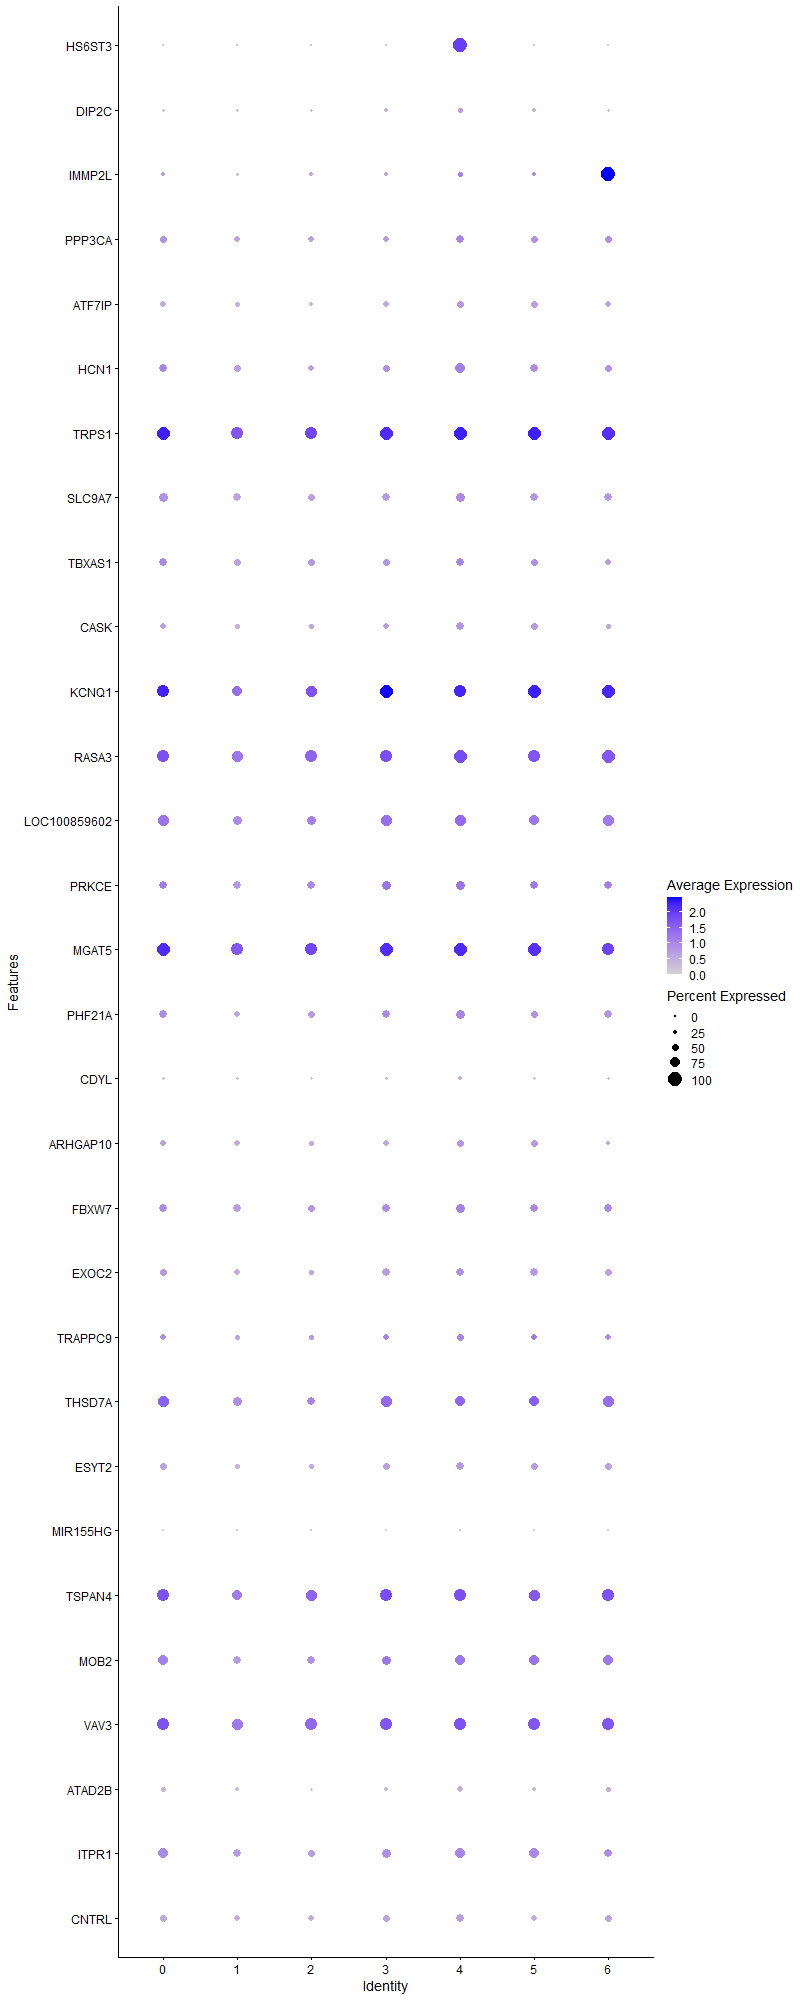 HS6ST3
DIP2C
IMMP2L
PPP3CA
ATF7IP
HCN1
TRPS1
SLC9A7
TBXAS1
CASK
KCNQ1
RASA3
LOC100859602
PRKCE
MGAT5
PHF21A
CDYL
ARHGAP10
FBXW7
EXOC2
TRAPPC9
THSD7A
ESYT2
MIR155HG
TSPAN4
MOB2
VAV3
ATAD2B
ITPR1
CNTRL
Features
0 1 2 3 4 5 6
Identity
Average Expression
2.0
1.5
1.0
0.5
0.0
Percent Expressed
0
25
50
75
100